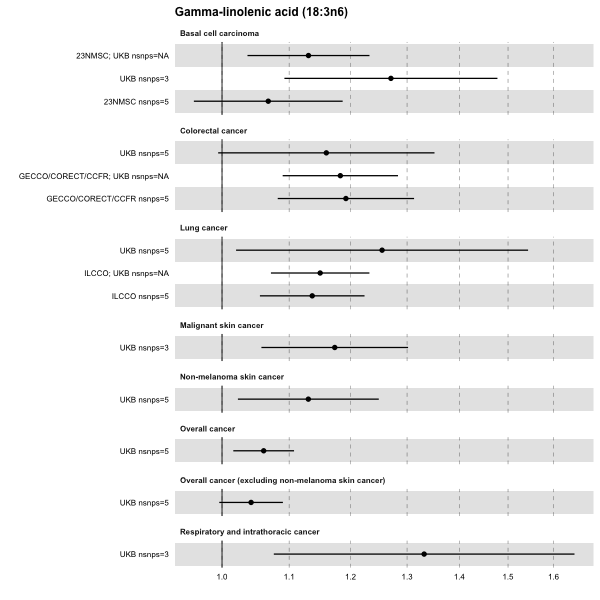 Gamma-linolenic acid (18:3n6)
Basal cell carcinoma
23NMSC; UKB nsnps=NA
UKB nsnps=3
23NMSC nsnps=5
Colorectal cancer
UKB nsnps=5
GECCO/CORECT/CCFR; UKB nsnps=NA
GECCO/CORECT/CCFR nsnps=5
Lung cancer
UKB nsnps=5
ILCCO; UKB nsnps=NA
ILCCO nsnps=5
Malignant skin cancer
UKB nsnps=3
Non-melanoma skin cancer
UKB nsnps=5
Overall cancer
UKB nsnps=5
Overall cancer (excluding non-melanoma skin cancer)
UKB nsnps=5
Respiratory and intrathoracic cancer
UKB nsnps=3
1.0 1.1 1.2 1.3 1.4 1.5 1.6